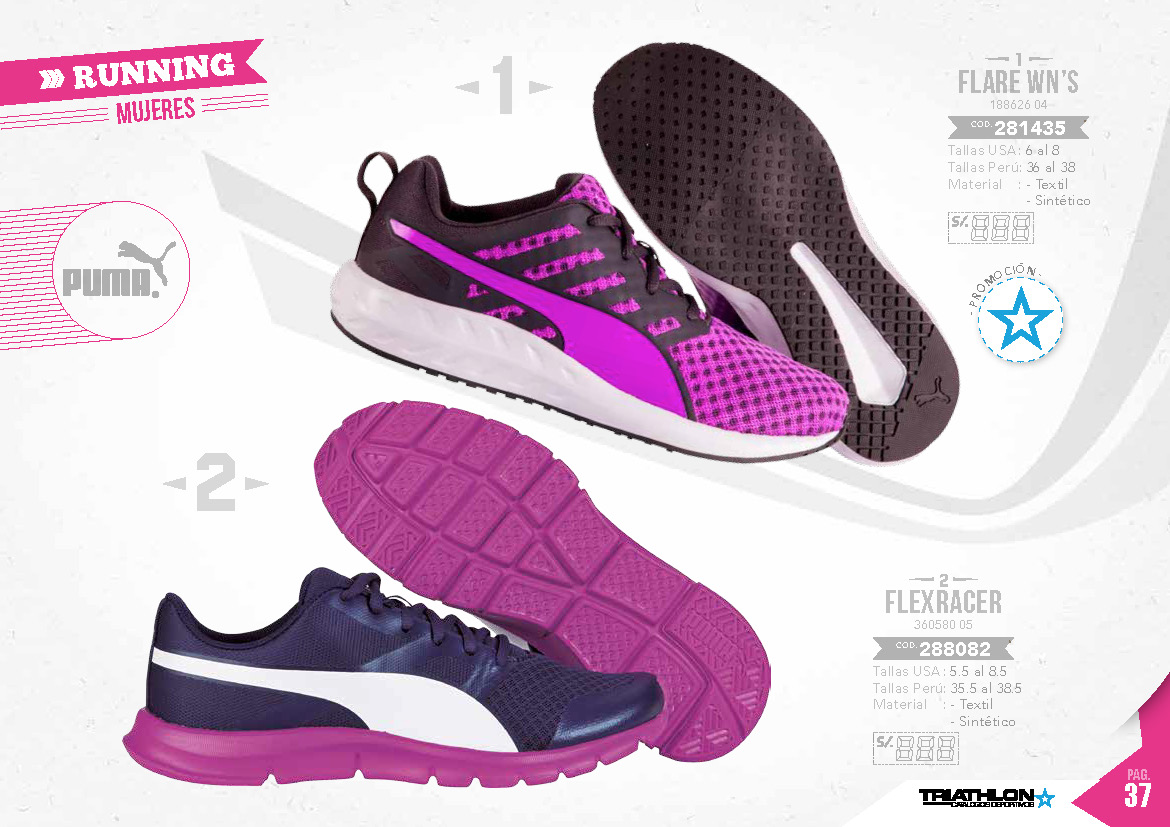 RUNNING
MUJERES
PUMA.
1
1
FLARE WN'S
188626 04
COD. 281435
Tallas USA: 6 al 8
Tallas Perú: 36 al 38
Material : - Textil
- Sintético
S/. 888
PROMOCIÓN
2
2
FLEXRACER
360580 05
COD. 288082
Tallas USA: 5.5 al 8.5
Tallas Perú: 35.5 al 38.5
Material : - Textil
- Sintético
S/. 888
TRIATHLON
CATÁLOGOS DEPORTIVOS
PAG.
37